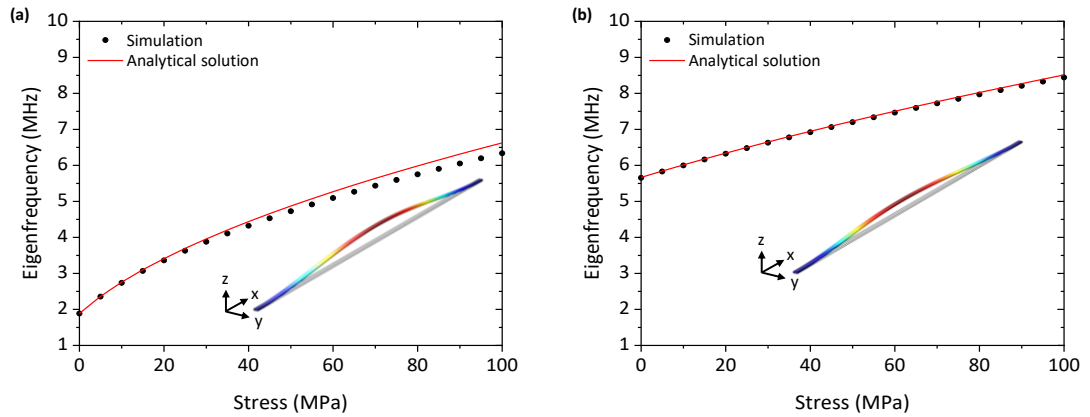 (a)
10
9
8
7
6
5
4
3
2
1
Eigenfrequency (MHz)
Simulation
Analytical solution
z
x
y
0
20
40
60
80
100
Stress (MPa)
(b)
10
9
8
7
6
5
4
3
2
1
Eigenfrequency (MHz)
Simulation
Analytical solution
z
x
y
0
20
40
60
80
100
Stress (MPa)